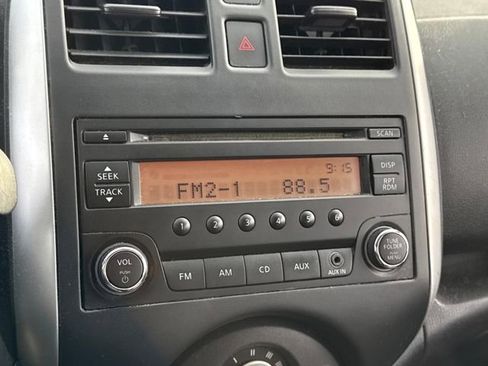 SCAN
9:15
SEEK
TRACK
DISP
RPT
RDM
FM2-1 88.5
1 2 3 4 5 6
VOL
PUSH
FM AM CD AUX
AUX IN
TUNE
FOLDER
PUSH
MENU